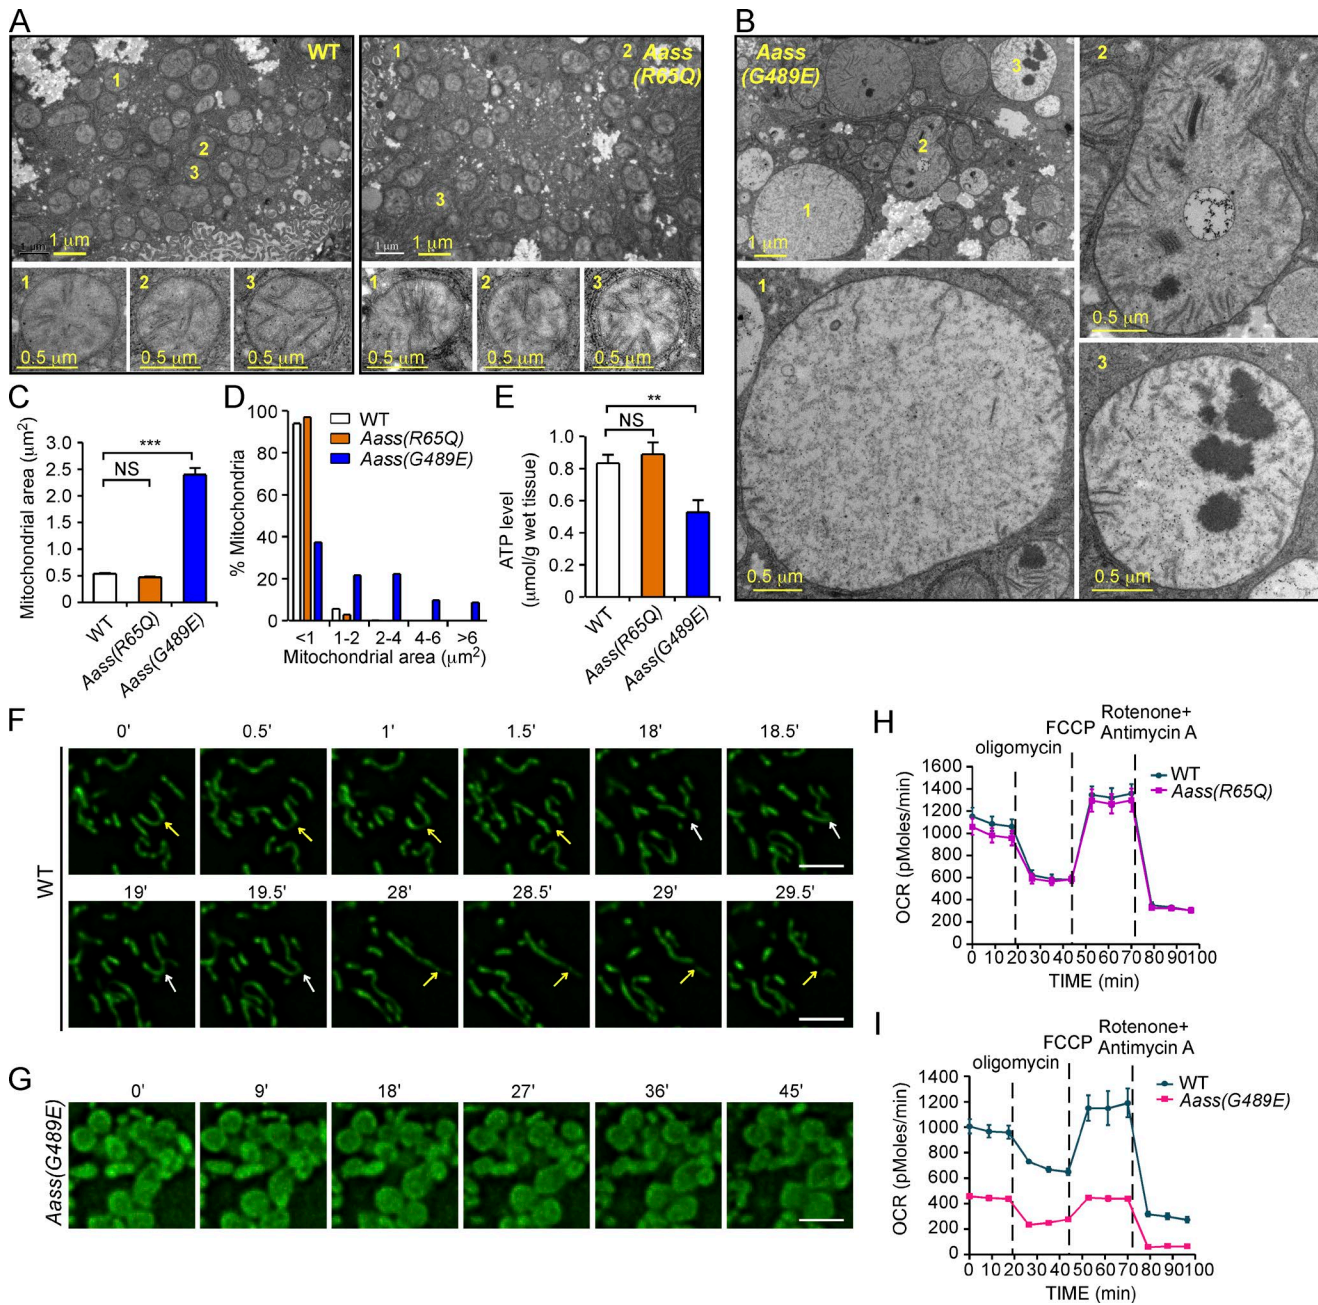 A
WT
1
2
3
1 μm
1 μm
1
2
3
0.5 μm
0.5 μm
0.5 μm
1
2
Aass
(R65Q)
3
1 μm
1 μm
1
2
3
0.5 μm
0.5 μm
0.5 μm
B
Aass
(G489E)
3
2
1
1 μm
2
0.5 μm
1
0.5 μm
3
0.5 μm
C
Mitochondrial area (μm²)
3.0
2.5
2.0
1.5
1.0
0.5
0
***
NS
WT
Aass(R65Q)
Aass(G489E)
D
% Mitochondria
100
80
60
40
20
0
WT
Aass(R65Q)
Aass(G489E)
<1 1-2 2-4 4-6 >6
Mitochondrial area (μm²)
E
ATP level
(μmol/g wet tissue)
1.0
0.8
0.6
0.4
0.2
0
**
NS
WT
Aass(R65Q)
Aass(G489E)
F
WT
0' 0.5' 1' 1.5' 18' 18.5'
19' 19.5' 28' 28.5' 29' 29.5'
G
Aass(G489E)
0' 9' 18' 27' 36' 45'
H
oligomycin
FCCP
Rotenone+
Antimycin A
WT
Aass(R65Q)
OCR (pMoles/min)
1600
1400
1200
1000
800
600
400
200
0
0 10 20 30 40 50 60 70 80 90 100
TIME (min)
I
oligomycin
FCCP
Rotenone+
Antimycin A
WT
Aass(G489E)
OCR (pMoles/min)
1400
1200
1000
800
600
400
200
0
0 10 20 30 40 50 60 70 80 90 100
TIME (min)